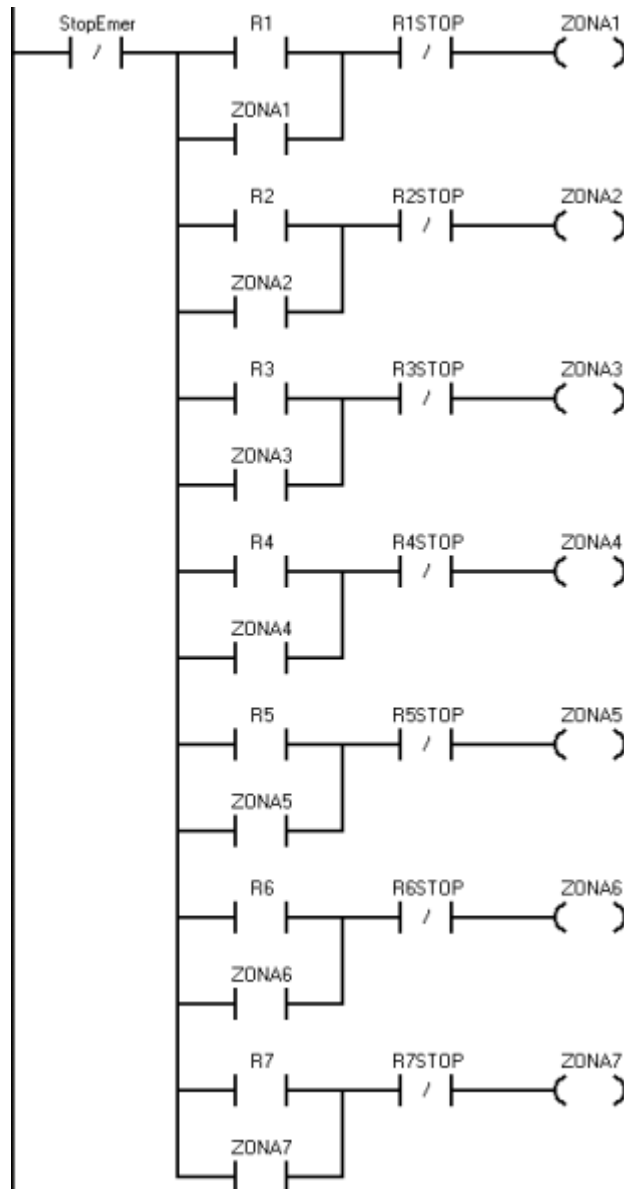 StopEmer R1 R1STOP ZONA1
ZONA1
R2 R2STOP ZONA2
ZONA2
R3 R3STOP ZONA3
ZONA3
R4 R4STOP ZONA4
ZONA4
R5 R5STOP ZONA5
ZONA5
R6 R6STOP ZONA6
ZONA6
R7 R7STOP ZONA7
ZONA7